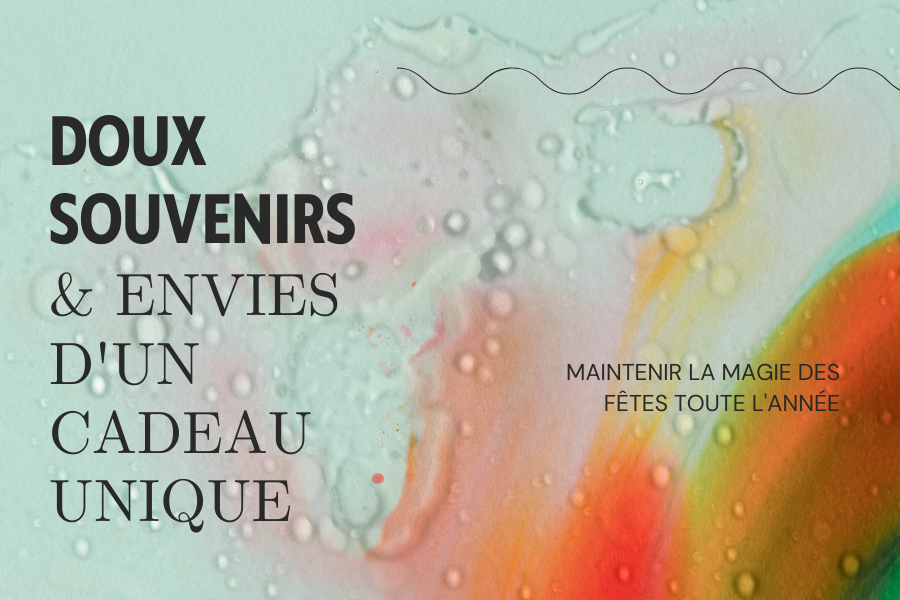 DOUX
SOUVENIRS
& ENVIES
D'UN
CADEAU
UNIQUE
MAINTENIR LA MAGIE DES
FÊTES TOUTE L'ANNÉE